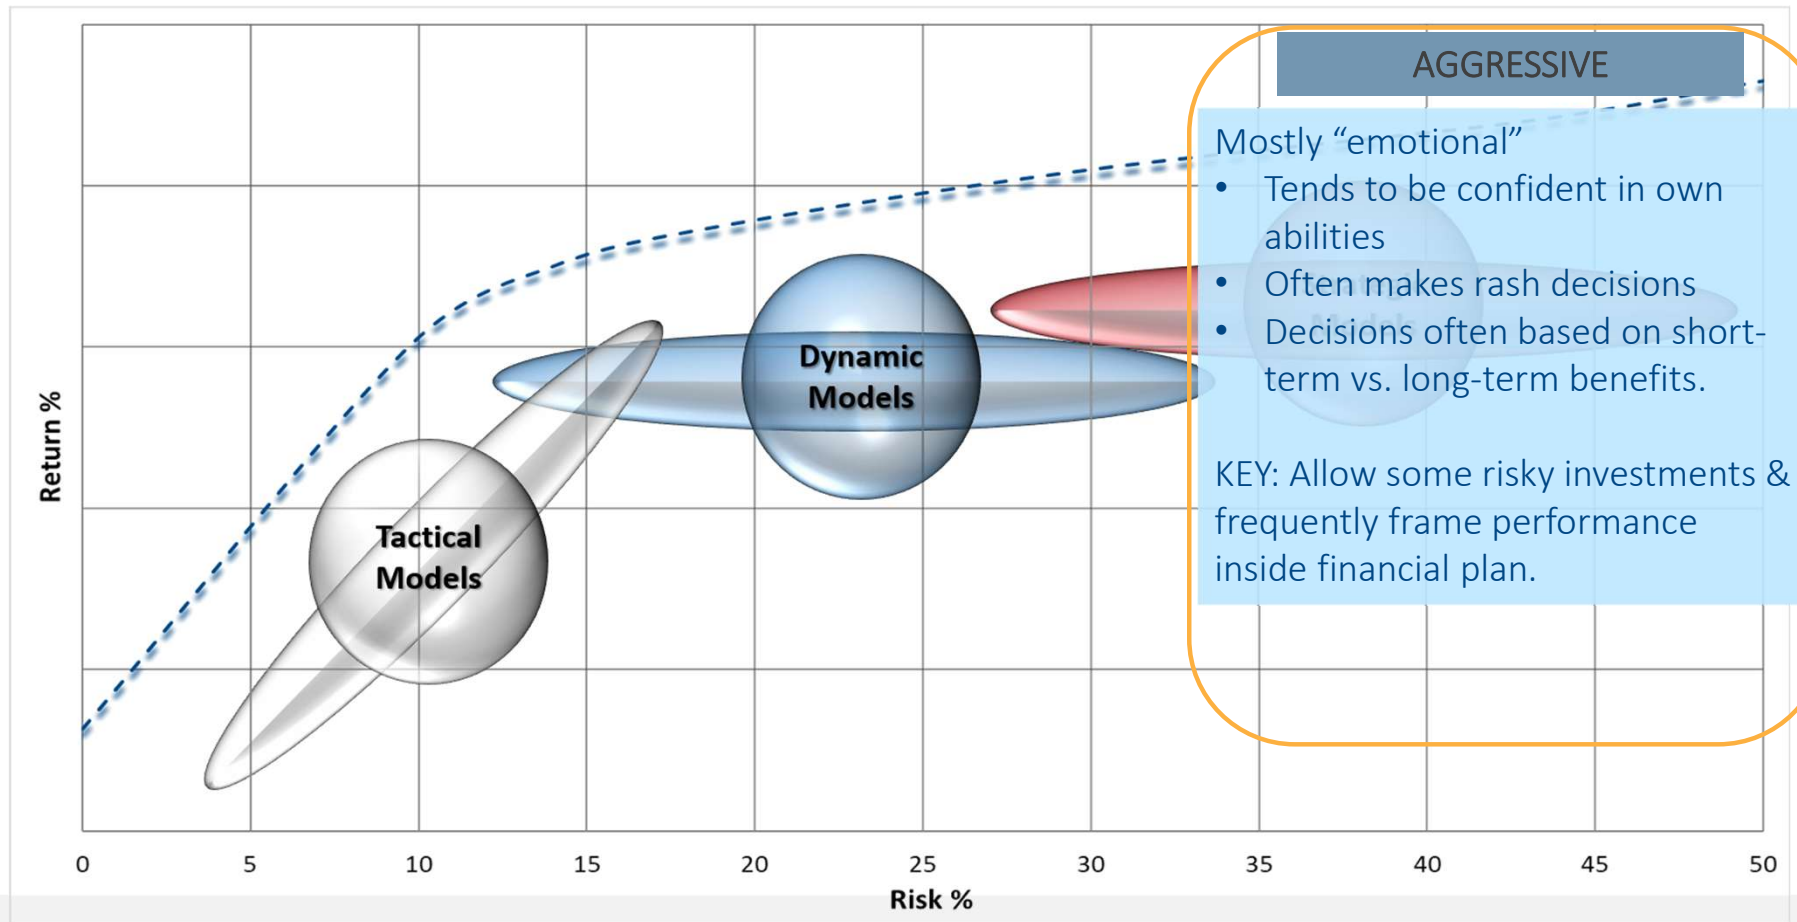 AGGRESSIVE
Mostly “emotional”
• Tends to be confident in own
abilities
• Often makes rash decisions
• Decisions often based on short-
term vs. long-term benefits.
KEY: Allow some risky investments &
frequently frame performance
inside financial plan.
Dynamic
Models
Tactical
Models
Return %
0 5 10 15 20 25 30 35 40 45 50
Risk %